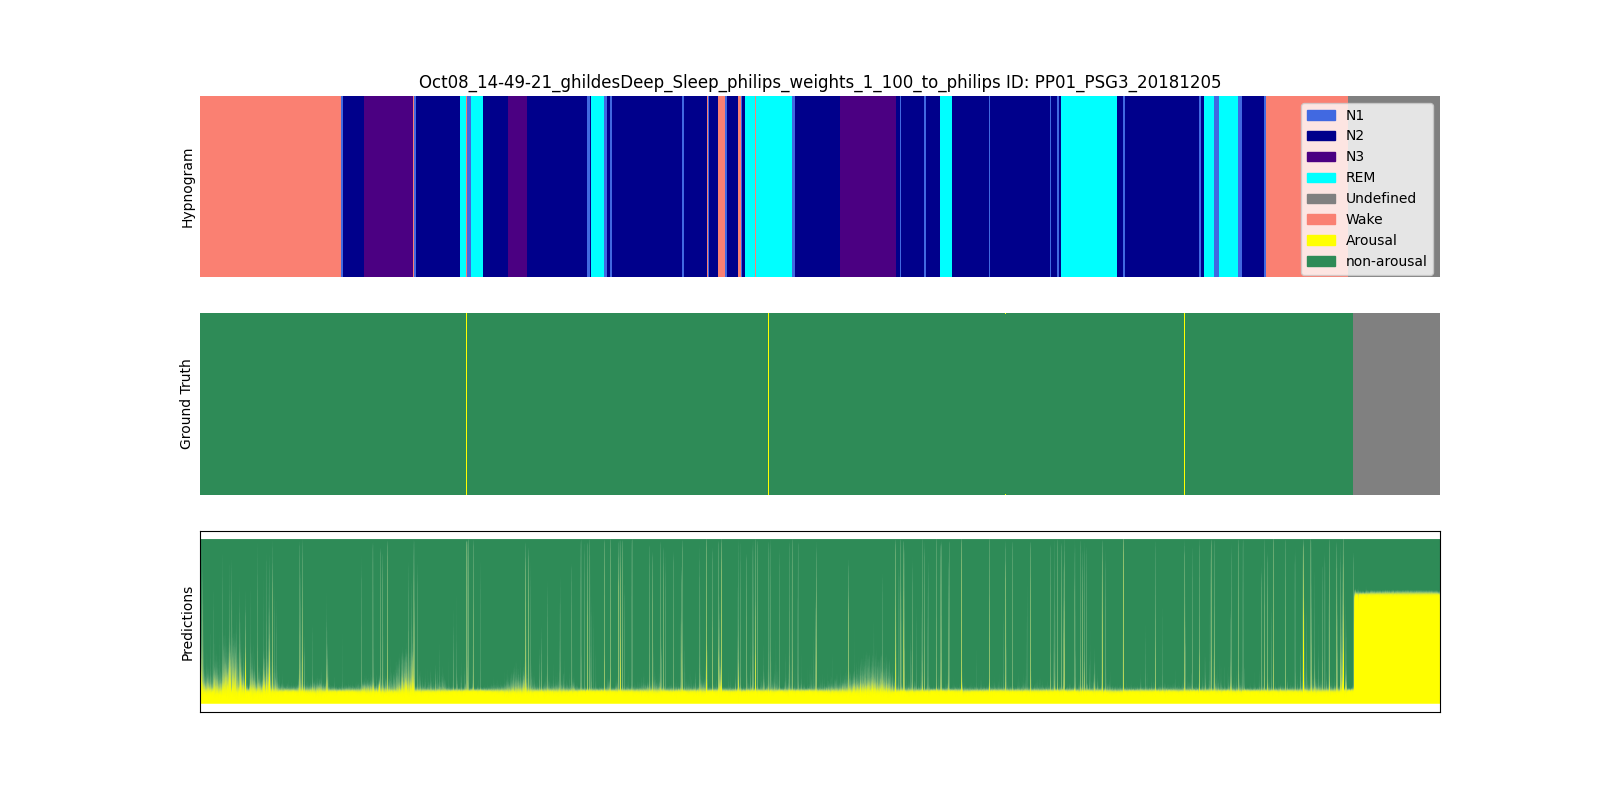 Oct08_14-49-21_ghildesDeep_Sleep_philips_weights_1_100_to_philips ID: PP01_PSG3_20181205
Hypnogram
N1
N2
N3
REM
Undefined
Wake
Arousal
non-arousal
Ground Truth
Predictions